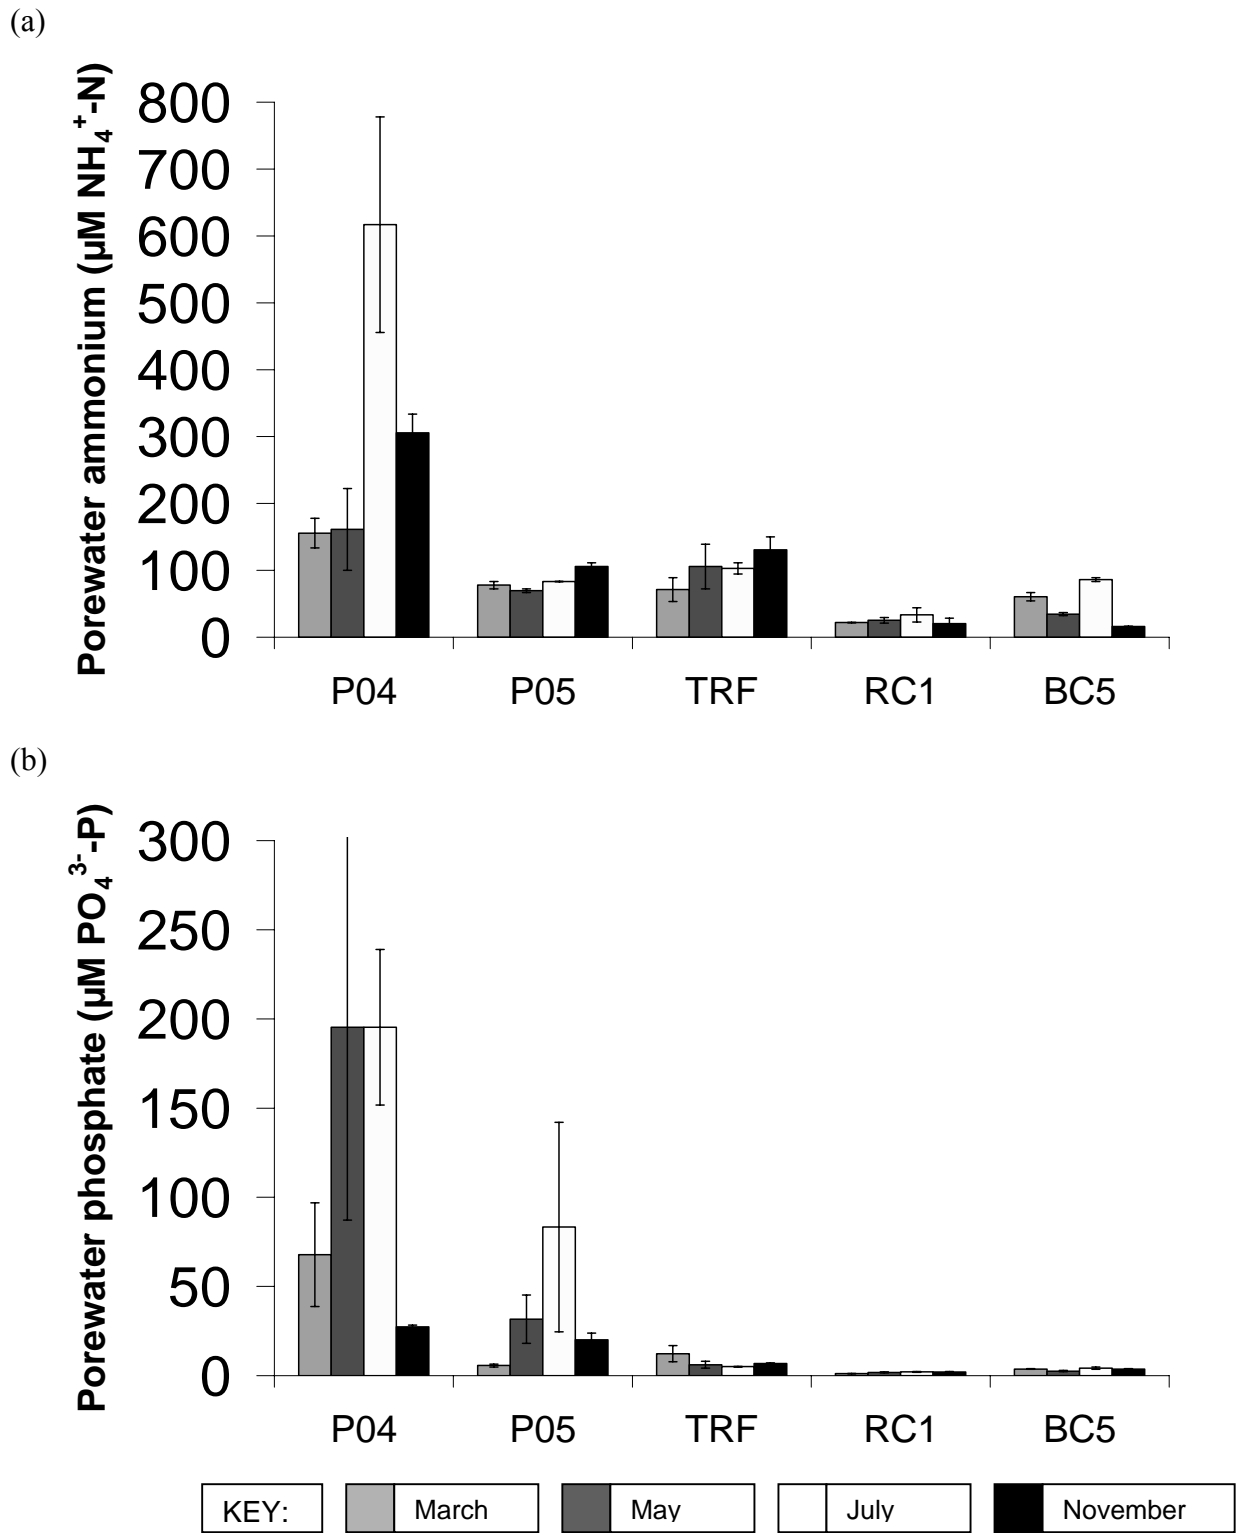 (a)
Porewater ammonium (µM NH₄⁺-N)
800
700
600
500
400
300
200
100
0
P04 P05 TRF RC1 BC5
(b)
Porewater phosphate (µM PO₄³⁻-P)
300
250
200
150
100
50
0
P04 P05 TRF RC1 BC5
KEY: March May July November